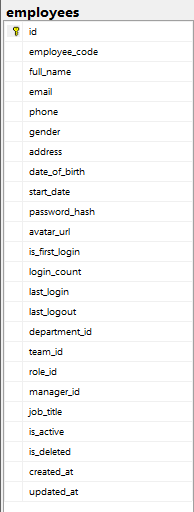 employees
id
employee_code
full_name
email
phone
gender
address
date_of_birth
start_date
password_hash
avatar_url
is_first_login
login_count
last_login
last_logout
department_id
team_id
role_id
manager_id
job_title
is_active
is_deleted
created_at
updated_at